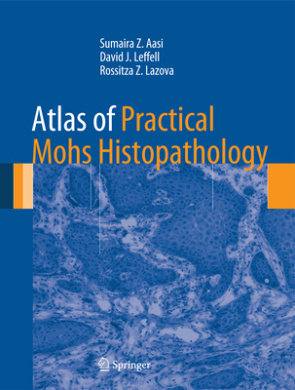 Sumaira Z. Aasi
David J. Leffell
Rossitza Z. Lazova
Atlas of Practical
Mohs Histopathology
Springer